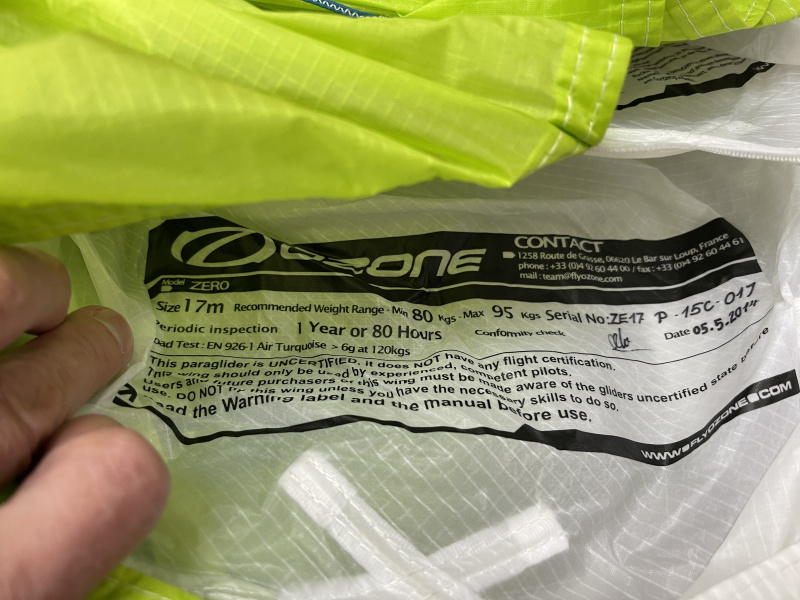 OZONE
CONTACT
1258 Route de Grasse, 06620 Le Bar sur Loup, France
phone : +33 (0)4 92 60 44 00 / fax : +33 (0)4 92 60 44 61
mail : team@flyozone.com
Model ZERO
Size 17m Recommended Weight Range - Min 80 Kgs - Max 95 Kgs Serial No: ZE17 P-15C-017
Periodic inspection 1 Year or 80 Hours Conformity check Date 05.5.2014
Load Test : EN 926-1 Air Turquoise > 6g at 120kgs
This paraglider is UNCERTIFIED, it does NOT have any flight certification.
This wing should only be used by experienced, competent pilots.
Users and future purchasers of this wing must be made aware of the gliders uncertified state before
use. DO NOT fly this wing unless you have the necessary skills to do so.
Read the Warning label and the manual before use.
WWW.FLYOZONE.COM